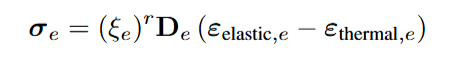 σ_e = (ξ_e)^r D_e (ε_elastic,e − ε_thermal,e)